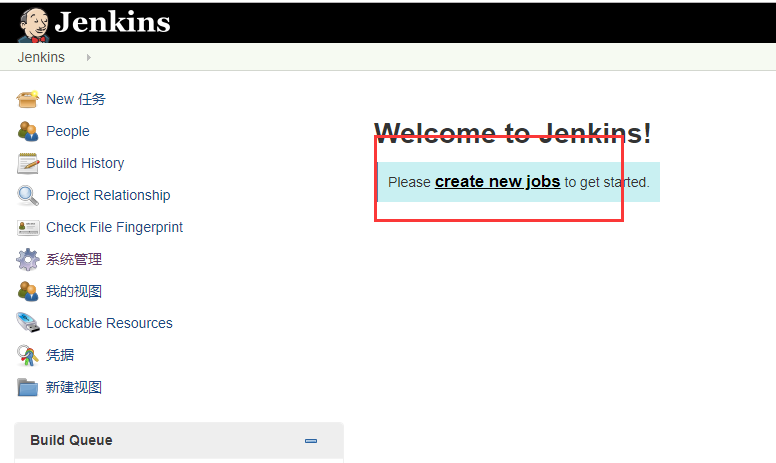 Jenkins
Jenkins
New 任务
People
Build History
Project Relationship
Check File Fingerprint
系统管理
我的视图
Lockable Resources
凭据
新建视图
Build Queue
Welcome to Jenkins!
Please create new jobs to get started.